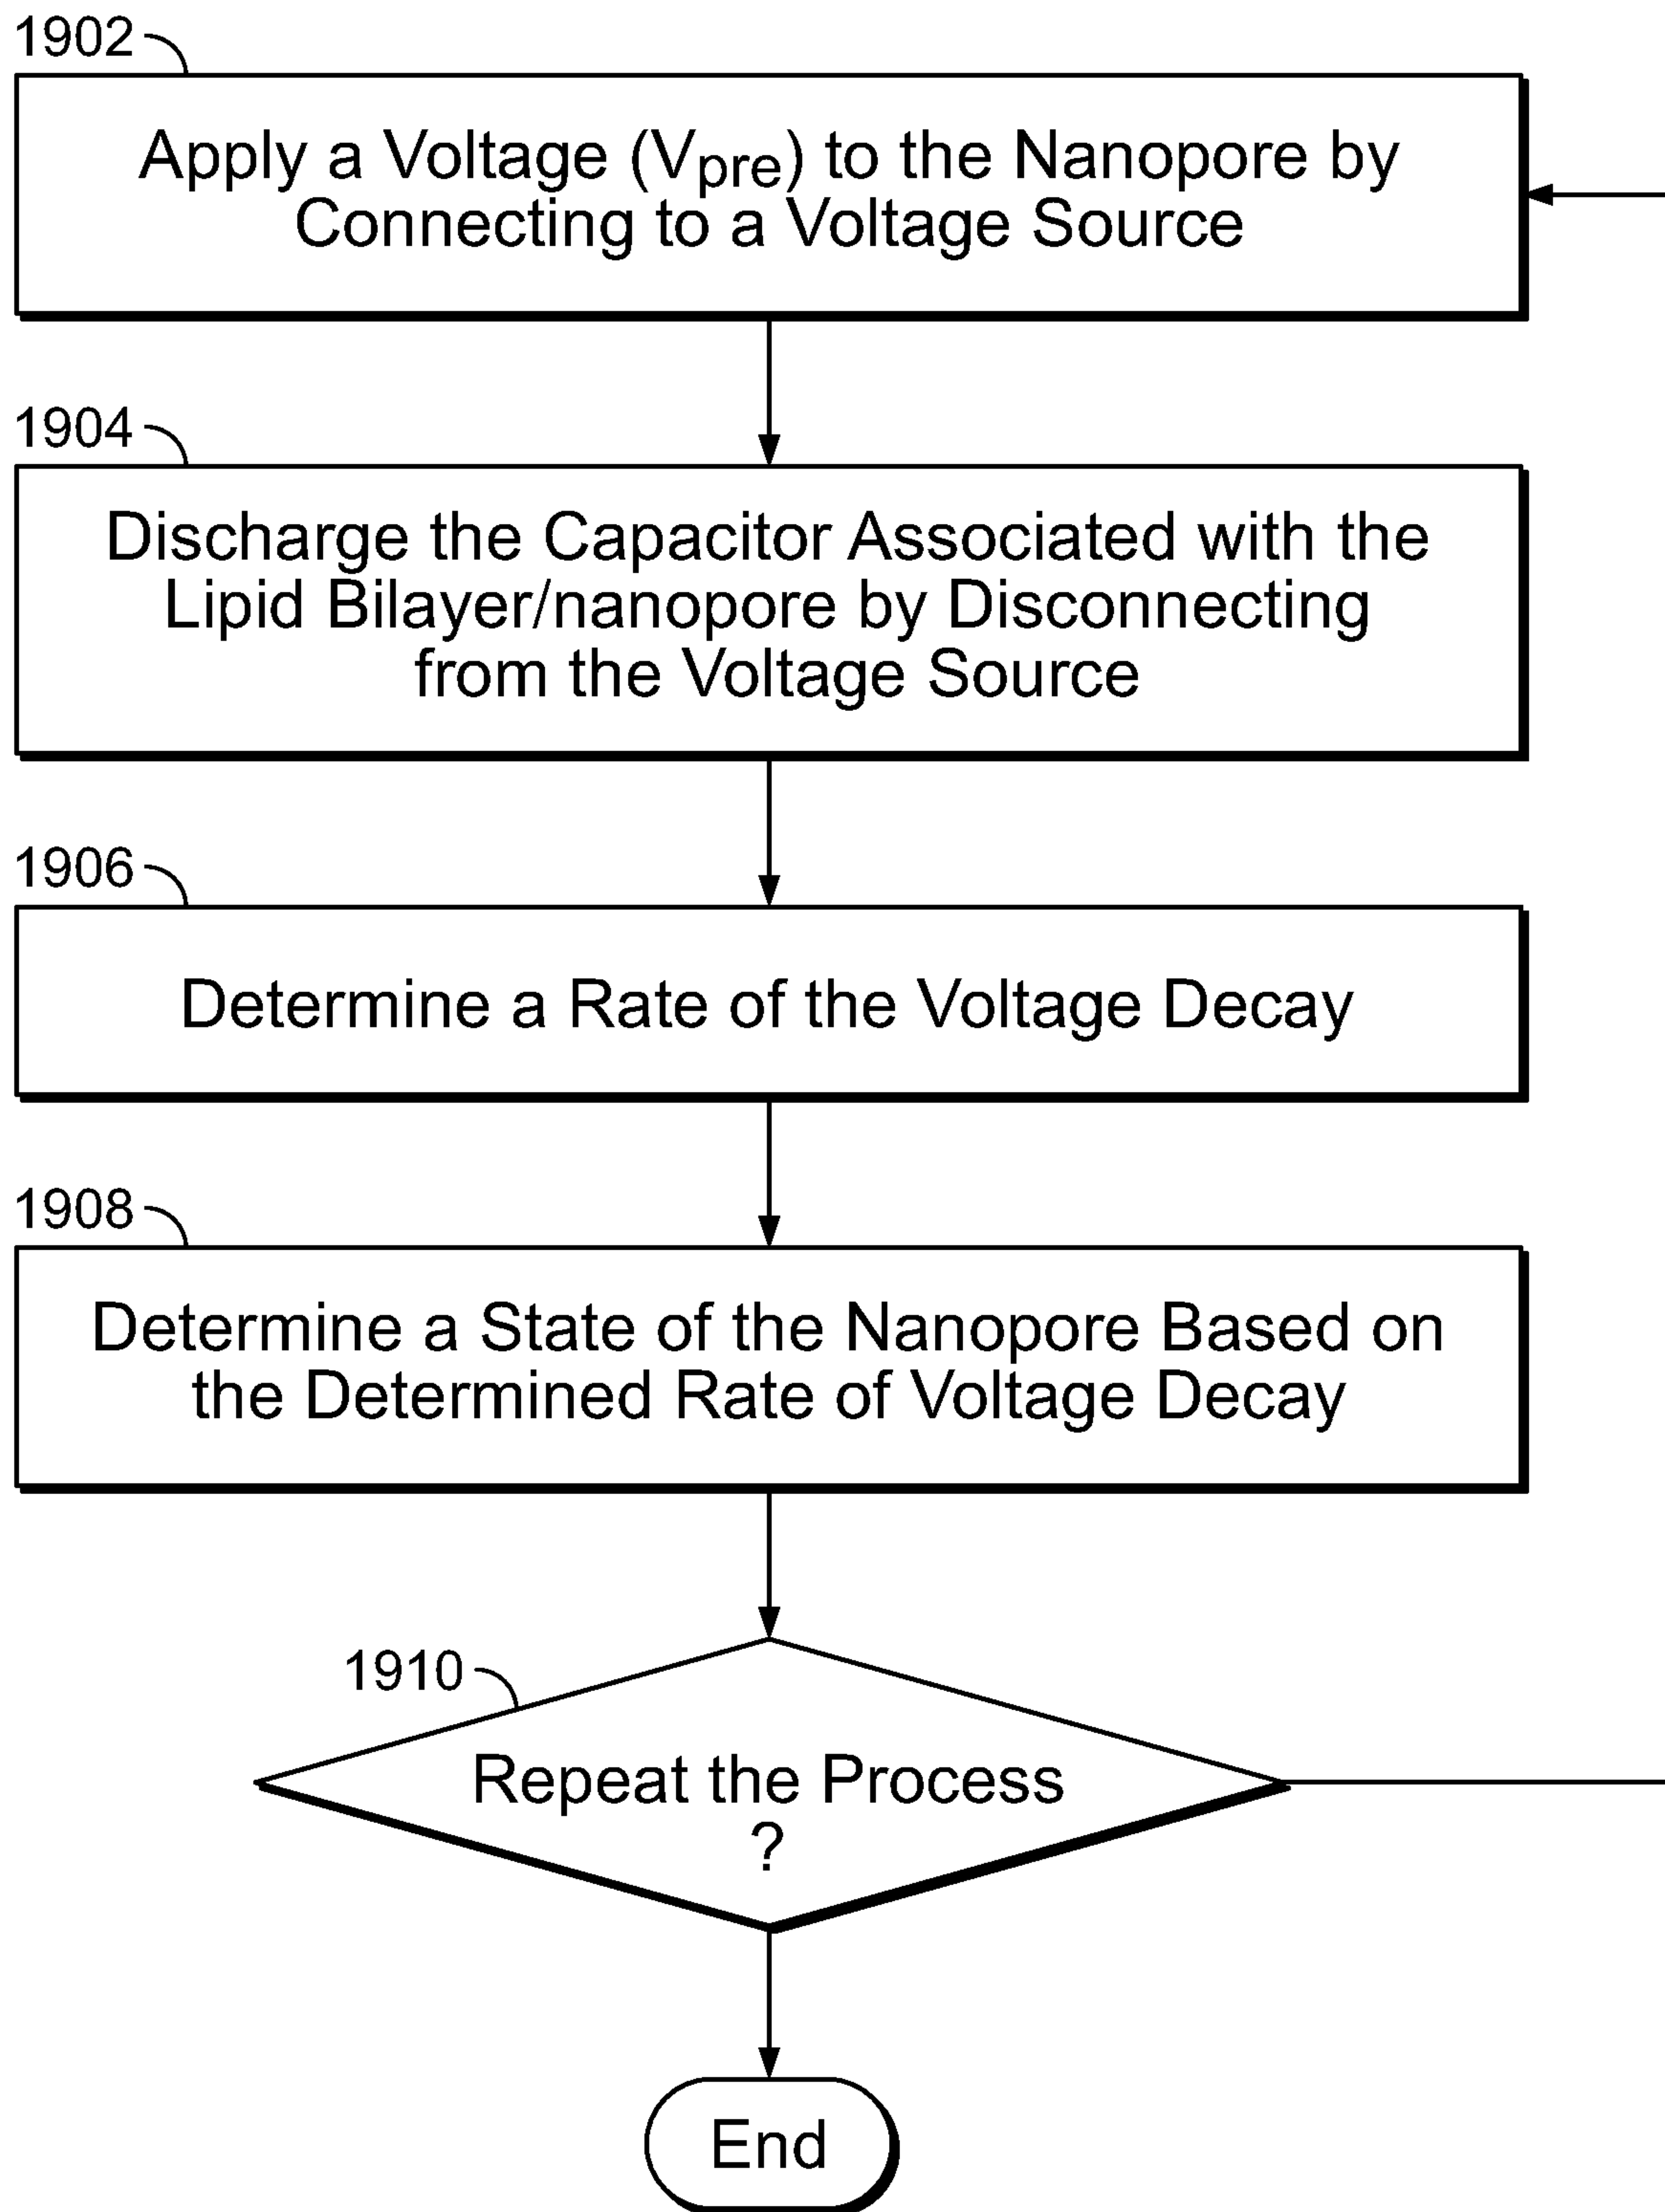 1902
Apply a Voltage (Vpre) to the Nanopore by
Connecting to a Voltage Source
1904
Discharge the Capacitor Associated with the
Lipid Bilayer/nanopore by Disconnecting
from the Voltage Source
1906
Determine a Rate of the Voltage Decay
1908
Determine a State of the Nanopore Based on
the Determined Rate of Voltage Decay
1910
Repeat the Process
?
End